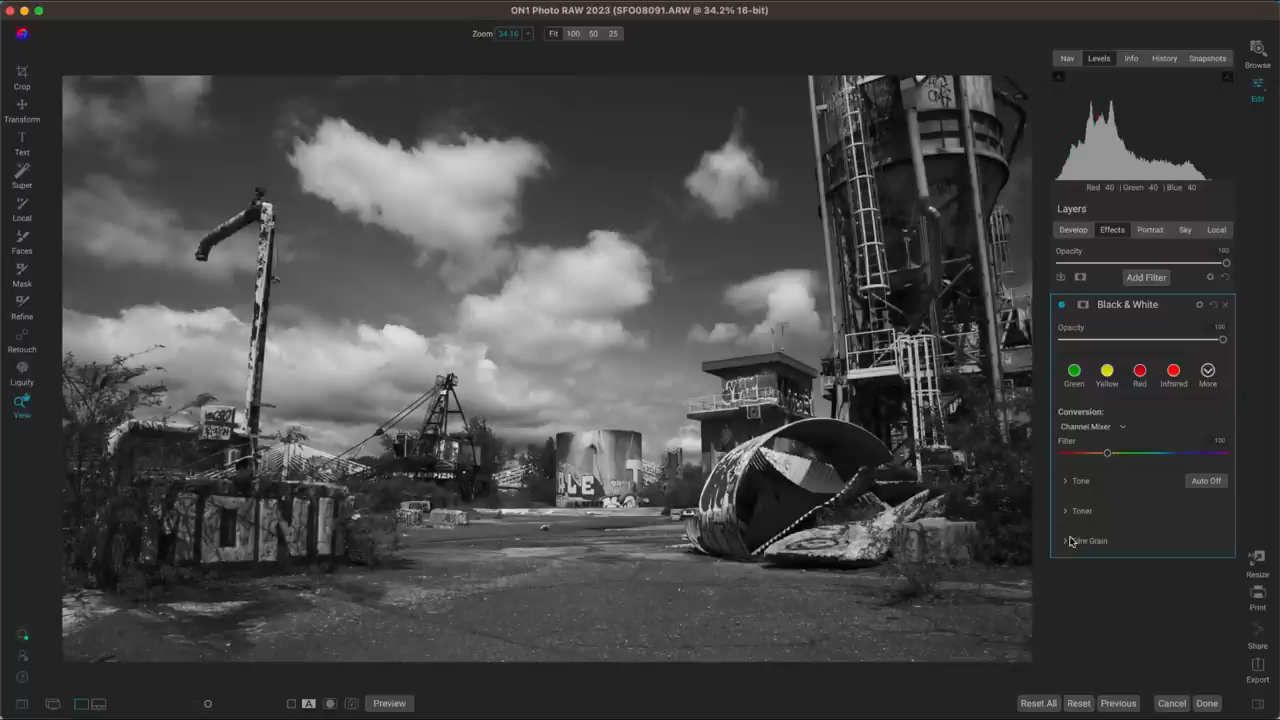 ON1 Photo RAW 2023 (SFO08091.ARW @ 34.2% 16-bit)
Zoom 34.16 Fit 100 50 25
Crop
Transform
Text
Super
Local
Faces
Mask
Refine
Retouch
Liquify
View
Nav Levels Info History Snapshots
Browse
Edit
Red 40 | Green 40 | Blue 40
Layers
Develop Effects Portrait Sky Local
Opacity 100
Add Filter
Black & White
Opacity 100
Green Yellow Red Infrared More
Conversion:
Channel Mixer
Filter 100
Tone Auto Off
Toner
Film Grain
Resize
Print
Share
Export
A Preview
Reset All Reset Previous Cancel Done